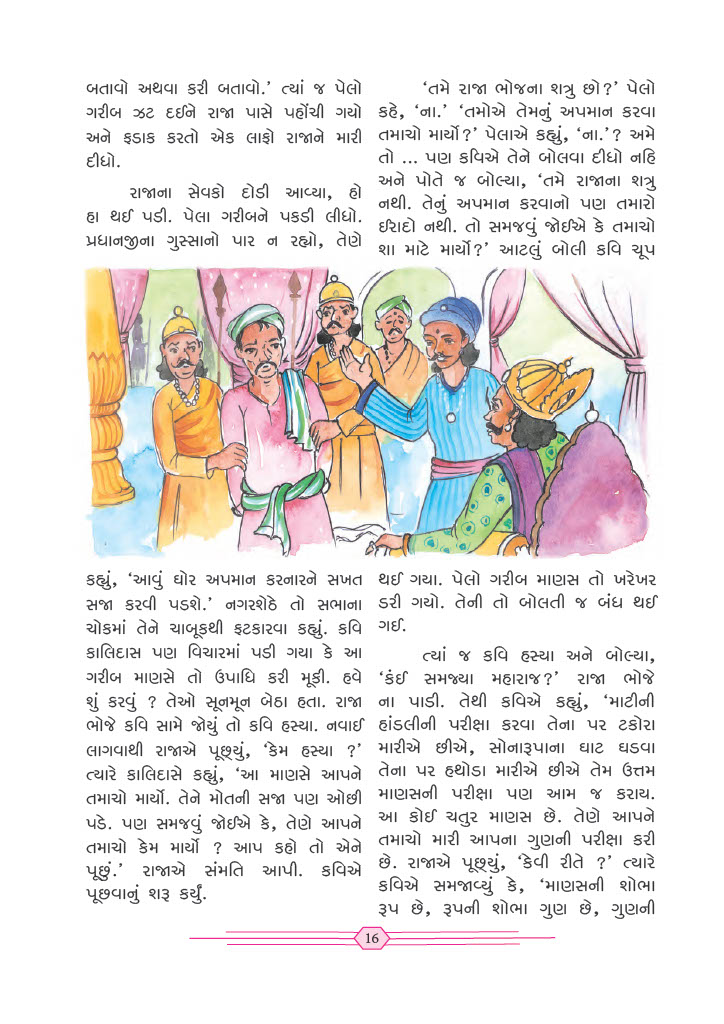 બતાવો અથવા કરી બતાવો.’ ત્યાં જ પેલો
ગરીબ ઝટ દઈને રાજા પાસે પહોંચી ગયો
અને ફડાક કરતો એક લાફો રાજાને મારી
દીધો.
રાજાના સેવકો દોડી આવ્યા, હો
હા થઈ પડી. પેલા ગરીબને પકડી લીધો.
પ્રધાનજીના ગુસ્સાનો પાર ન રહ્યો, તેણે
‘તમે રાજા ભોજના શત્રુ છો?’ પેલો
કહે, ‘ના.’ ‘તમોએ તેમનું અપમાન કરવા
તમાચો માર્યો?’ પેલાએ કહ્યું, ‘ના.’? અમે
તો ... પણ કવિએ તેને બોલવા દીધો નહિ
અને પોતે જ બોલ્યા, ‘તમે રાજાના શત્રુ
નથી. તેનું અપમાન કરવાનો પણ તમારો
ઈરાદો નથી. તો સમજવું જોઈએ કે તમાચો
શા માટે માર્યો?’ આટલું બોલી કવિ ચૂપ
કહ્યું, ‘આવું ઘોર અપમાન કરનારને સખત
સજા કરવી પડશે.’ નગરશેઠે તો સભાના
ચોકમાં તેને ચાબૂકથી ફટકારવા કહ્યું. કવિ
કાલિદાસ પણ વિચારમાં પડી ગયા કે આ
ગરીબ માણસે તો ઉપાધિ કરી મૂકી. હવે
શું કરવું ? તેઓ સૂનમૂન બેઠા હતા. રાજા
ભોજે કવિ સામે જોયું તો કવિ હસ્યા. નવાઈ
લાગવાથી રાજાએ પૂછ્યું, ‘કેમ હસ્યા ?’
ત્યારે કાલિદાસે કહ્યું, ‘આ માણસે આપને
તમાચો માર્યો. તેને મોતની સજા પણ ઓછી
પડે. પણ સમજવું જોઈએ કે, તેણે આપને
તમાચો કેમ માર્યો ? આપ કહો તો એને
પૂછું.’ રાજાએ સંમતિ આપી. કવિએ
પૂછવાનું શરૂ કર્યું.
થઈ ગયા. પેલો ગરીબ માણસ તો ખરેખર
ડરી ગયો. તેની તો બોલતી જ બંધ થઈ
ગઈ.
ત્યાં જ કવિ હસ્યા અને બોલ્યા,
‘કંઈ સમજ્યા મહારાજ?’ રાજા ભોજે
ના પાડી. તેથી કવિએ કહ્યું, ‘માટીની
હાંડલીની પરીક્ષા કરવા તેના પર ટકોરા
મારીએ છીએ, સોનારૂપાના ઘાટ ઘડવા
તેના પર હથોડા મારીએ છીએ તેમ ઉત્તમ
માણસની પરીક્ષા પણ આમ જ કરાય.
આ કોઈ ચતુર માણસ છે. તેણે આપને
તમાચો મારી આપના ગુણની પરીક્ષા કરી
છે. રાજાએ પૂછ્યું, ‘કેવી રીતે ?’ ત્યારે
કવિએ સમજાવ્યું કે, ‘માણસની શોભા
રૂપ છે, રૂપની શોભા ગુણ છે, ગુણની
16